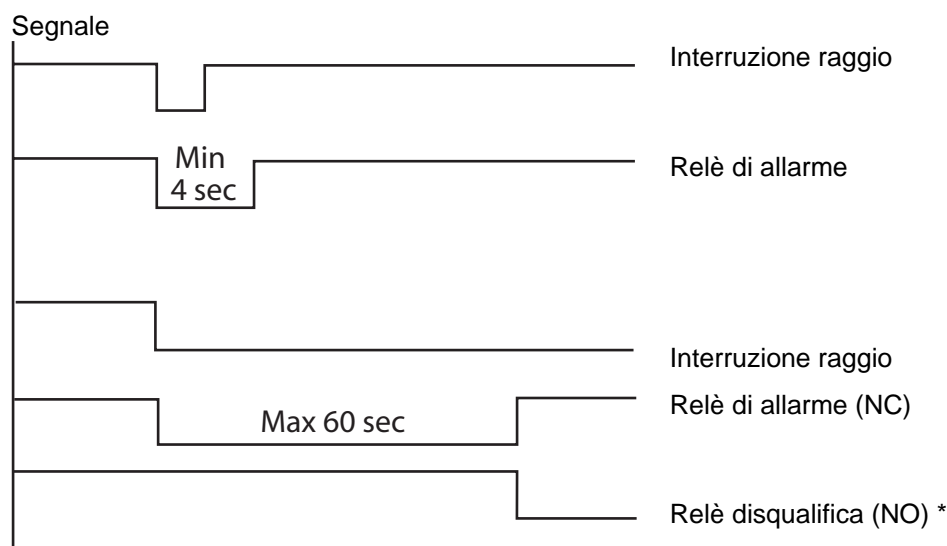 Segnale
Interruzione raggio
Min
4 sec
Relè di allarme
Interruzione raggio
Relè di allarme (NC)
Max 60 sec
Relè disqualifica (NO) *